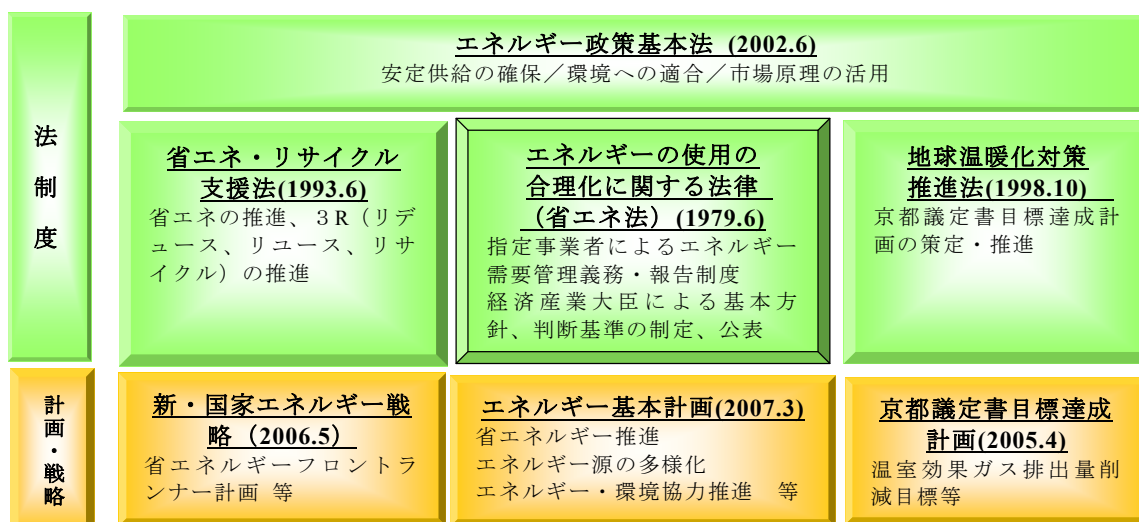 法
制
度
エネルギー政策基本法 (2002.6)
安定供給の確保／環境への適合／市場原理の活用
省エネ・リサイクル
支援法(1993.6)
省エネの推進、３R（リデ
ュース、リユース、リサ
イクル）の推進
エネルギーの使用の
合理化に関する法律
（省エネ法）(1979.6)
指定事業者によるエネルギー
需要管理義務・報告制度
経済産業大臣による基本方
針、判断基準の制定、公表
地球温暖化対策
推進法(1998.10)
京都議定書目標達成計
画の策定・推進
計
画
・
戦
略
新・国家エネルギー戦
略（2006.5）
省エネルギーフロントラ
ンナー計画 等
エネルギー基本計画(2007.3)
省エネルギー推進
エネルギー源の多様化
エネルギー・環境協力推進　等
京都議定書目標達成
計画(2005.4)
温室効果ガス排出量削
減目標等